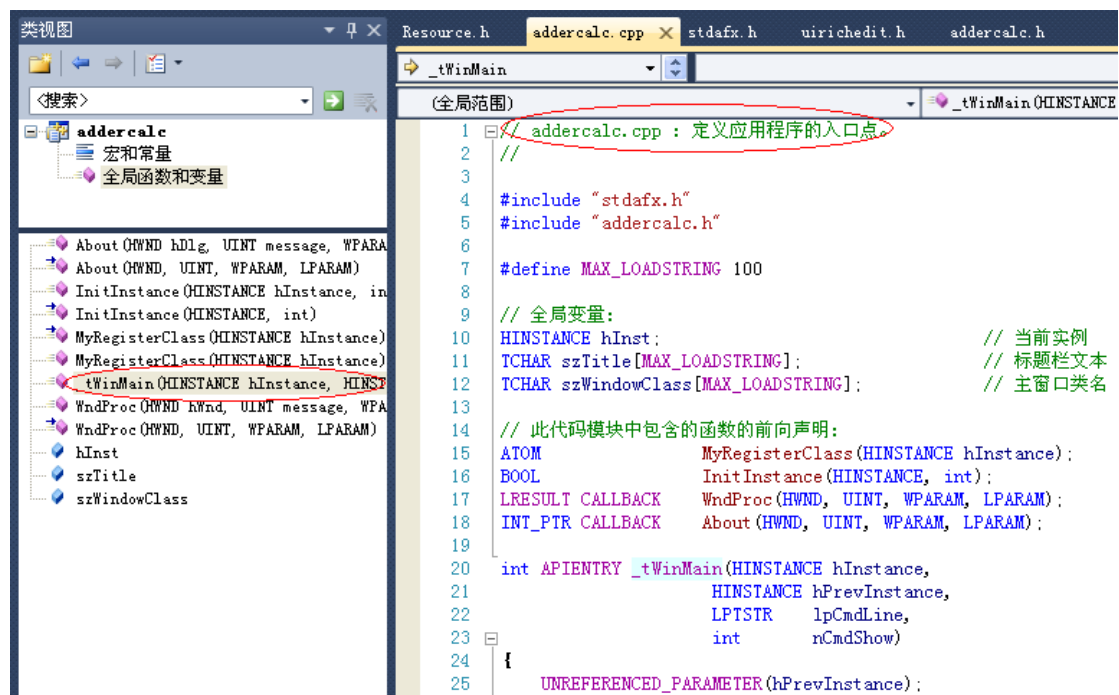 类视图
<搜索>
addercalc
宏和常量
全局函数和变量
About(HWND hDlg, UINT message, WPARA
About(HWND, UINT, WPARAM, LPARAM)
InitInstance(HINSTANCE hInstance, in
InitInstance(HINSTANCE, int)
MyRegisterClass(HINSTANCE hInstance)
MyRegisterClass(HINSTANCE hInstance)
_tWinMain(HINSTANCE hInstance, HINST
WndProc(HWND hWnd, UINT message, WPA
WndProc(HWND, UINT, WPARAM, LPARAM)
hInst
szTitle
szWindowClass
Resource.h addercalc.cpp stdafx.h uirichedit.h addercalc.h
_tWinMain
(全局范围) _tWinMain(HINSTANCE
1 // addercalc.cpp : 定义应用程序的入口点。
2 //
3
4 #include "stdafx.h"
5 #include "addercalc.h"
6
7 #define MAX_LOADSTRING 100
8
9 // 全局变量:
10 HINSTANCE hInst; // 当前实例
11 TCHAR szTitle[MAX_LOADSTRING]; // 标题栏文本
12 TCHAR szWindowClass[MAX_LOADSTRING]; // 主窗口类名
13
14 // 此代码模块中包含的函数的前向声明:
15 ATOM MyRegisterClass(HINSTANCE hInstance);
16 BOOL InitInstance(HINSTANCE, int);
17 LRESULT CALLBACK WndProc(HWND, UINT, WPARAM, LPARAM);
18 INT_PTR CALLBACK About(HWND, UINT, WPARAM, LPARAM);
19
20 int APIENTRY _tWinMain(HINSTANCE hInstance,
21 HINSTANCE hPrevInstance,
22 LPTSTR lpCmdLine,
23 int nCmdShow)
24 {
25 UNREFERENCED_PARAMETER(hPrevInstance);